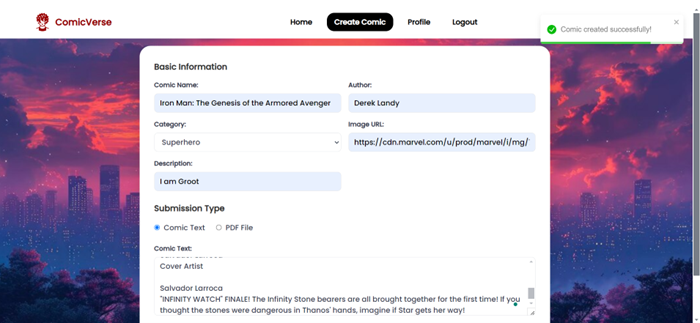 ComicVerse
Home
Create Comic
Profile
Logout
Comic created successfully!
Basic Information
Comic Name:
Author:
Iron Man: The Genesis of the Armored Avenger
Derek Landy
Category:
Image URL:
Superhero
https://cdn.marvel.com/u/prod/marvel/i/mg/
Description:
I am Groot
Submission Type
Comic Text
PDF File
Comic Text:
Cover Artist
Salvador Larroca
"INFINITY WATCH" FINALE! The Infinity Stone bearers are all brought together for the first time! If you
thought the stones were dangerous in Thanos' hands, imagine if Star gets her way!